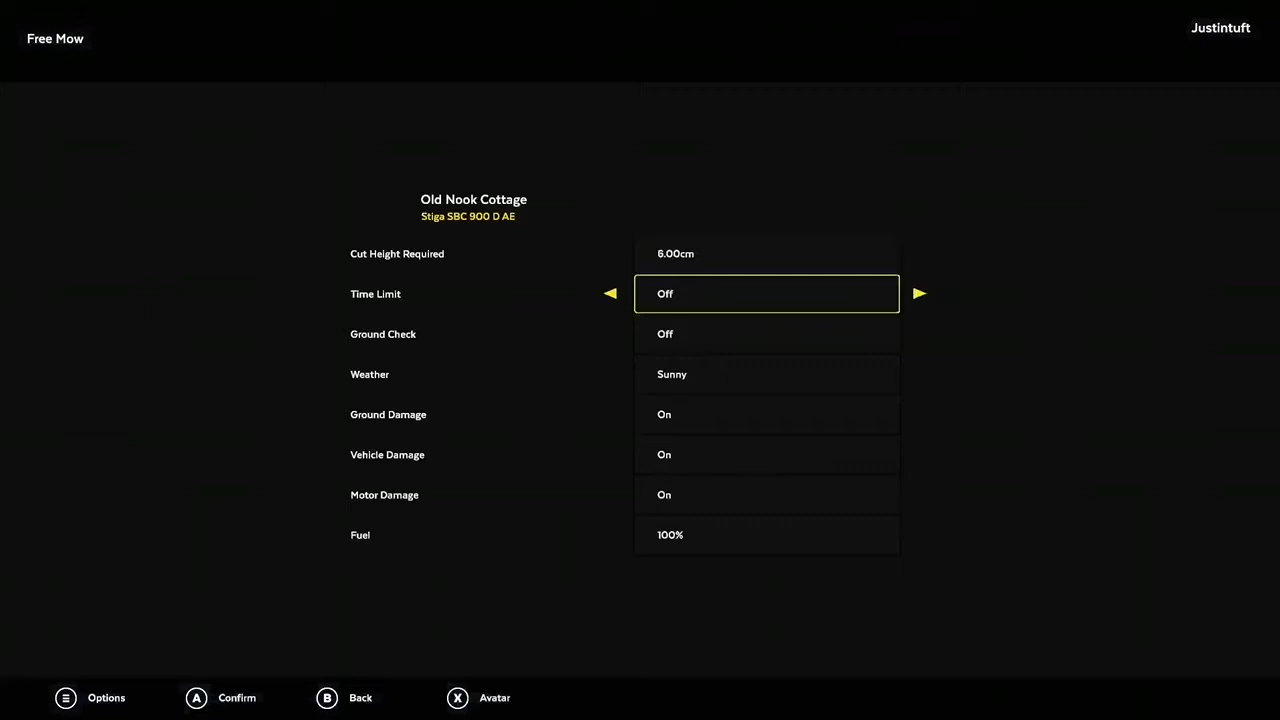 Free Mow
Justintuft
Old Nook Cottage
Stiga SBC 900 D AE
Cut Height Required 6.00cm
Time Limit Off
Ground Check Off
Weather Sunny
Ground Damage On
Vehicle Damage On
Motor Damage On
Fuel 100%
Options A Confirm B Back X Avatar